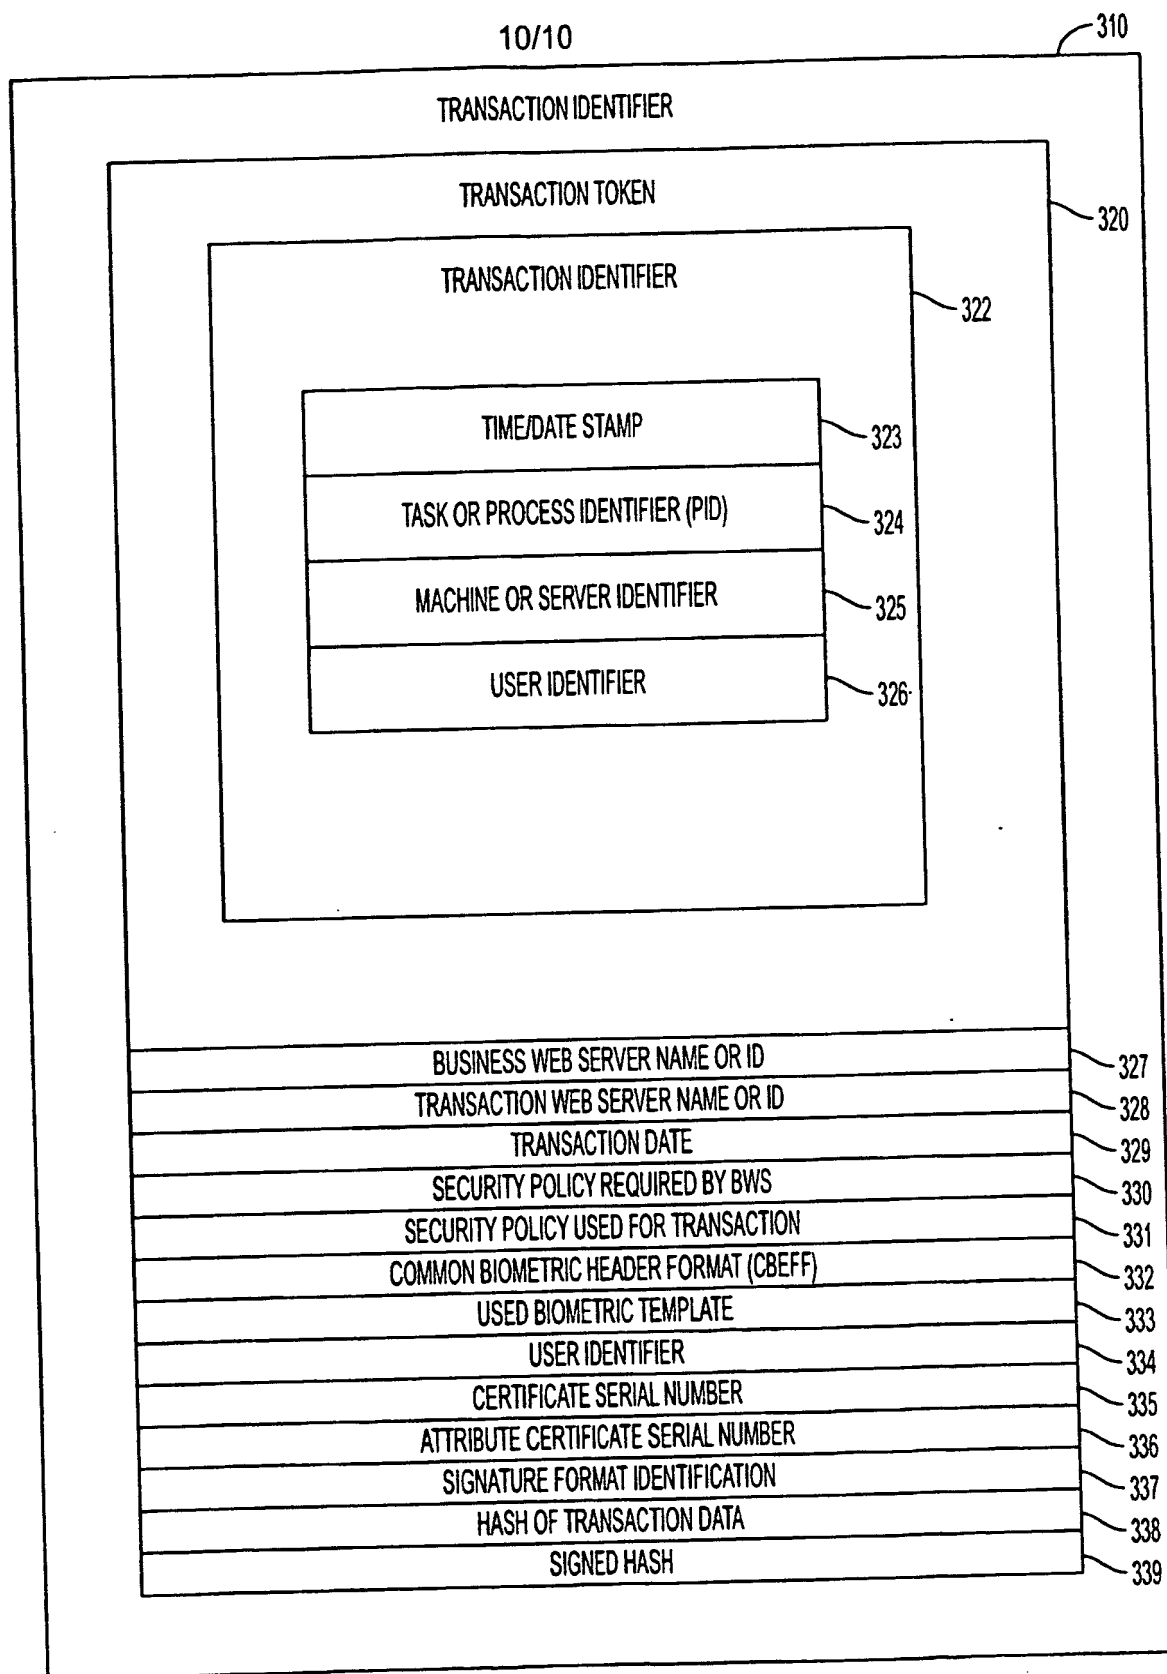 10/10
310
TRANSACTION IDENTIFIER
TRANSACTION TOKEN
320
TRANSACTION IDENTIFIER
322
TIME/DATE STAMP
323
TASK OR PROCESS IDENTIFIER (PID)
324
MACHINE OR SERVER IDENTIFIER
325
USER IDENTIFIER
326
BUSINESS WEB SERVER NAME OR ID
327
TRANSACTION WEB SERVER NAME OR ID
328
TRANSACTION DATE
329
SECURITY POLICY REQUIRED BY BWS
330
SECURITY POLICY USED FOR TRANSACTION
331
COMMON BIOMETRIC HEADER FORMAT (CBEFF)
332
USED BIOMETRIC TEMPLATE
333
USER IDENTIFIER
334
CERTIFICATE SERIAL NUMBER
335
ATTRIBUTE CERTIFICATE SERIAL NUMBER
336
SIGNATURE FORMAT IDENTIFICATION
337
HASH OF TRANSACTION DATA
338
SIGNED HASH
339